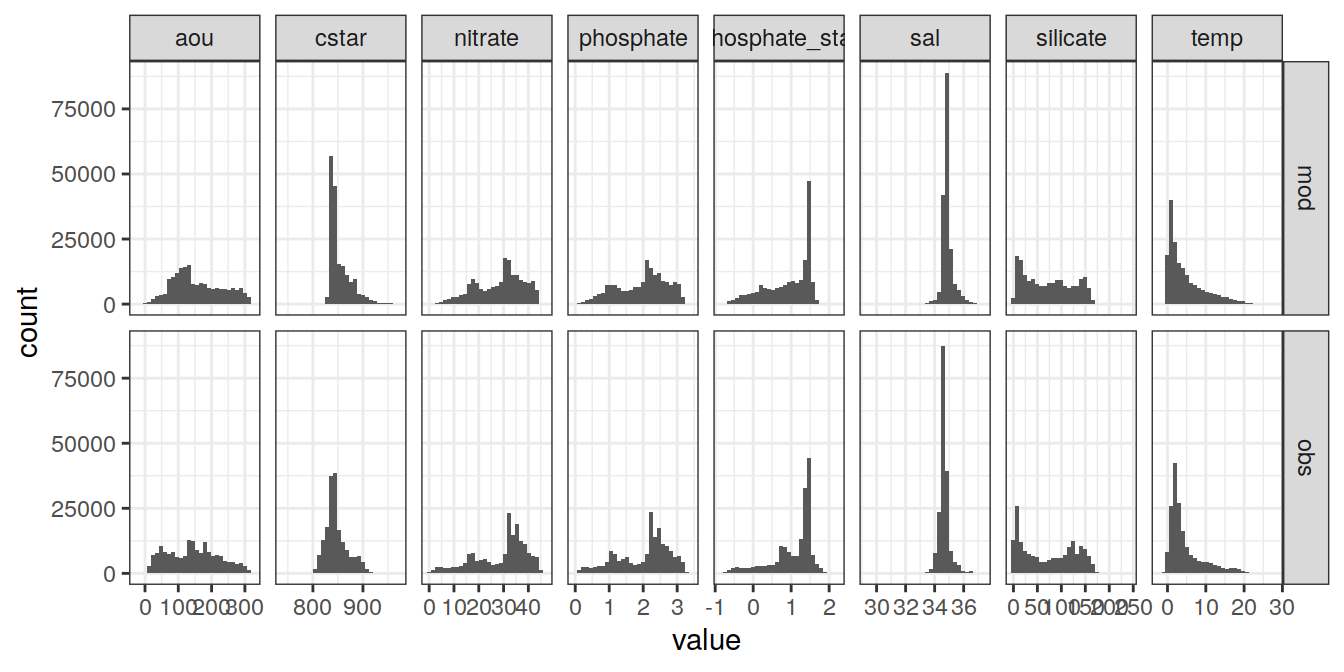 aou cstar nitrate phosphate hosphate_sta sal silicate temp
75000
50000
25000
0
mod
75000
50000
25000
0
obs
count
0 100 200 300 800 900 0 10 20 30 40 0 1 2 3 -1 0 1 2 30 32 34 36 0 50 100 150 200 250 0 10 20 30
value